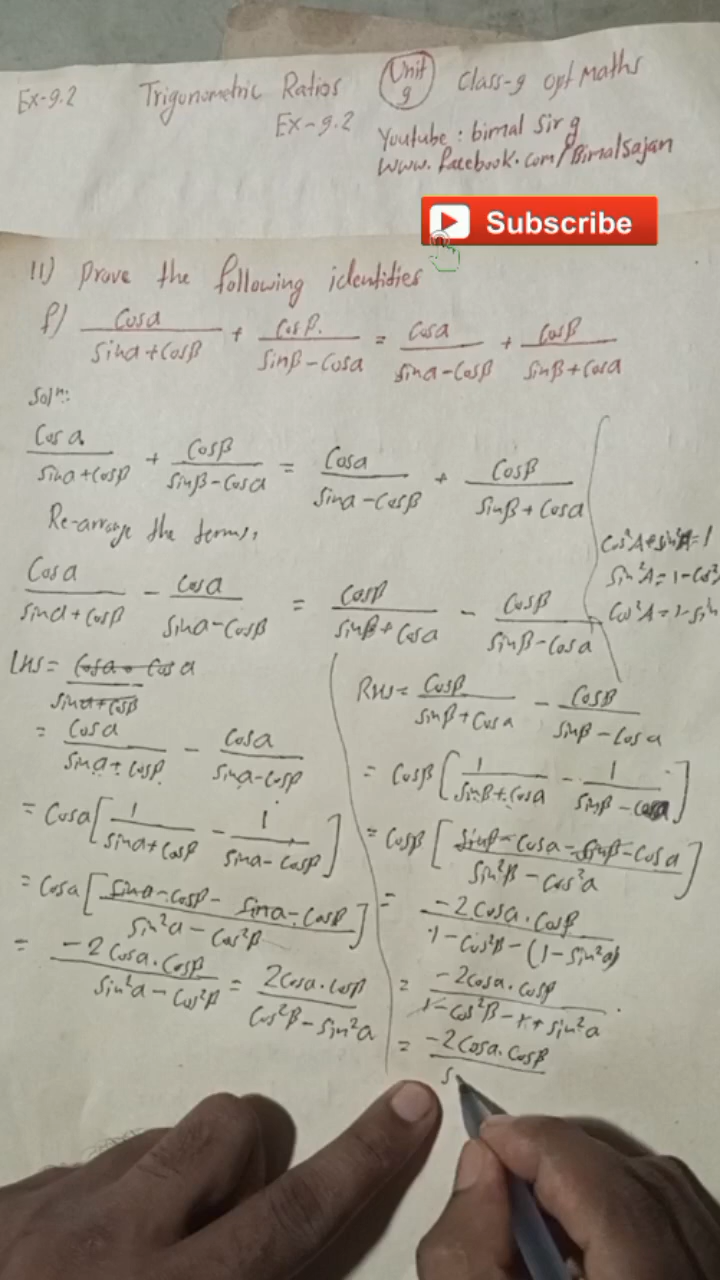 Ex-9.2 Trigonometric Ratios Unit 9 Class-9 opt Maths
Ex-9.2
Youtube : bimal Sir 9
www.facebook.com/BimalSajan
Subscribe
11) Prove the following identities
f) Cosα/(Sinα+Cosβ) + Cosβ/(Sinβ-Cosα) = Cosα/(Sinα-Cosβ) + Cosβ/(Sinβ+Cosα)
Solⁿ:
Cosα/(Sinα+Cosβ) + Cosβ/(Sinβ-Cosα) = Cosα/(Sinα-Cosβ) + Cosβ/(Sinβ+Cosα)
Re-arrange the terms,
Cosα/(Sinα+Cosβ) - Cosα/(Sinα-Cosβ) = Cosβ/(Sinβ+Cosα) - Cosβ/(Sinβ-Cosα)
Cos²A+Sin²A=1
Sin²A=1-Cos²
Cos²A=1-Sin
LHS =
= Cosα/(Sinα+Cosβ) - Cosα/(Sinα-Cosβ)
= Cosα[1/(Sinα+Cosβ) - 1/(Sinα-Cosβ)]
= Cosα[(Sinα-Cosβ-Sinα-Cosβ)/(Sin²α-Cos²β)]
= -2Cosα.Cosβ/(Sin²α-Cos²β) = 2Cosα.Cosβ/(Cos²β-Sin²α)
RHS = Cosβ/(Sinβ+Cosα) - Cosβ/(Sinβ-Cosα)
= Cosβ[1/(Sinβ+Cosα) - 1/(Sinβ-Cosα)]
= Cosβ[(Sinβ-Cosα-Sinβ-Cosα)/(Sin²β-Cos²α)]
= -2Cosα.Cosβ/(1-Cos²β-(1-Sin²α))
= -2Cosα.Cosβ/(1-Cos²β-1+Sin²α)
= -2Cosα.Cosβ/S